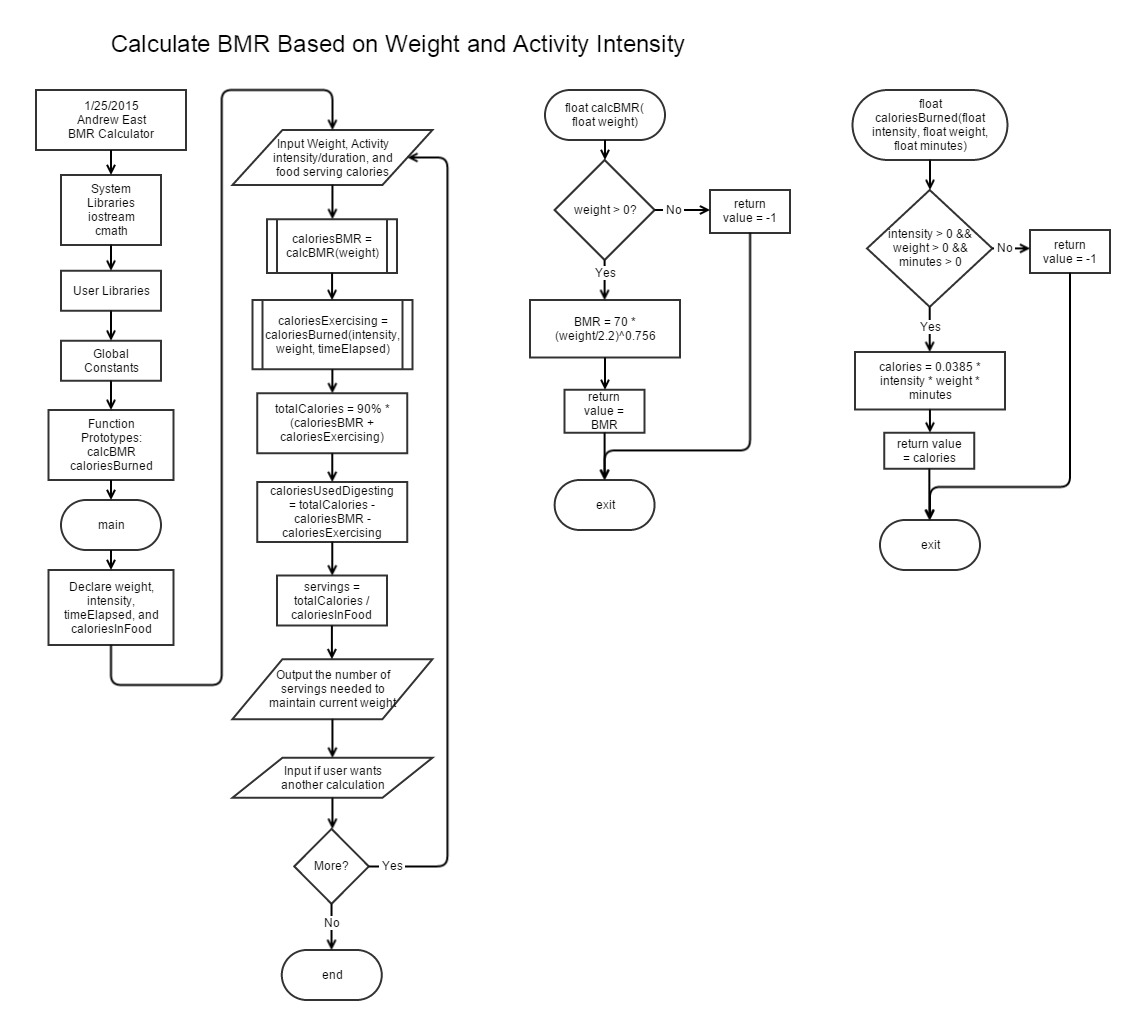 Calculate BMR Based on Weight and Activity Intensity
1/25/2015
Andrew East
BMR Calculator
System
Libraries
iostream
cmath
User Libraries
Global
Constants
Function
Prototypes:
calcBMR
caloriesBurned
main
Declare weight,
intensity,
timeElapsed, and
caloriesInFood
Input Weight, Activity
intensity/duration, and
food serving calories
caloriesBMR =
calcBMR(weight)
caloriesExercising =
caloriesBurned(intensity,
weight, timeElapsed)
totalCalories = 90% *
(caloriesBMR +
caloriesExercising)
caloriesUsedDigesting
= totalCalories -
caloriesBMR -
caloriesExercising
servings =
totalCalories /
caloriesInFood
Output the number of
servings needed to
maintain current weight
Input if user wants
another calculation
More?
Yes
No
end
float calcBMR(
float weight)
weight > 0?
No
return
value = -1
Yes
BMR = 70 *
(weight/2.2)^0.756
return
value =
BMR
exit
float
caloriesBurned(float
intensity, float weight,
float minutes)
intensity > 0 &&
weight > 0 &&
minutes > 0
No
return
value = -1
Yes
calories = 0.0385 *
intensity * weight *
minutes
return value
= calories
exit